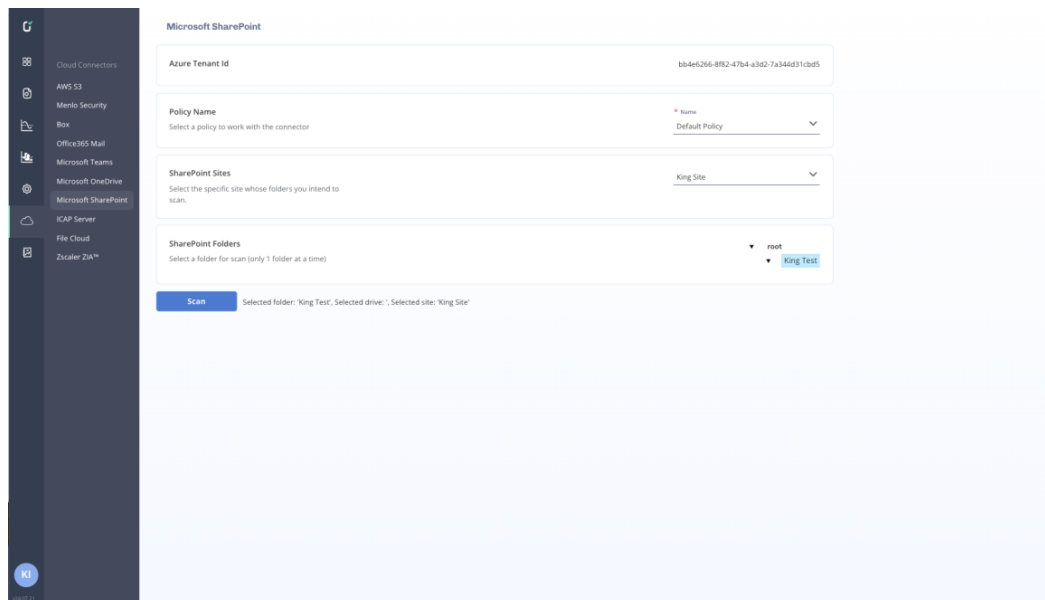 Microsoft SharePoint
Cloud Connectors
AWS S3
Menlo Security
Box
Office365 Mail
Microsoft Teams
Microsoft OneDrive
Microsoft SharePoint
ICAP Server
File Cloud
Zscaler ZIA™
KI
Azure Tenant Id
bb4e6266-8f82-47b4-a3d2-7a344d31cbd5
Policy Name
Select a policy to work with the connector
* Name
Default Policy
SharePoint Sites
Select the specific site whose folders you intend to
scan.
King Site
SharePoint Folders
Select a folder for scan (only 1 folder at a time)
root
King Test
Scan
Selected folder: 'King Test', Selected drive: ', Selected site: 'King Site'